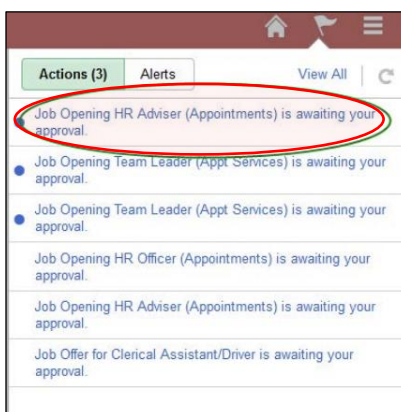 Actions (3) Alerts View All
Job Opening HR Adviser (Appointments) is awaiting your
approval.
Job Opening Team Leader (Appt Services) is awaiting your
approval.
Job Opening Team Leader (Appt Services) is awaiting your
approval.
Job Opening HR Officer (Appointments) is awaiting your
approval.
Job Opening HR Adviser (Appointments) is awaiting your
approval.
Job Offer for Clerical Assistant/Driver is awaiting your
approval.